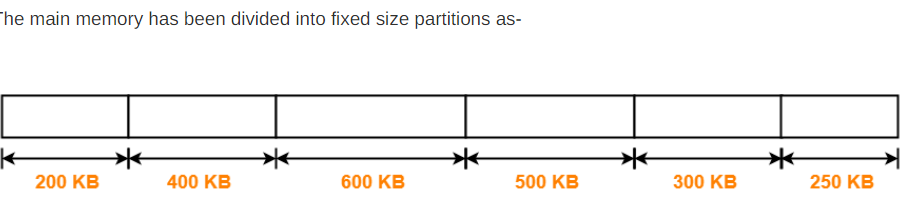 The main memory has been divided into fixed size partitions as-
200 KB 400 KB 600 KB 500 KB 300 KB 250 KB